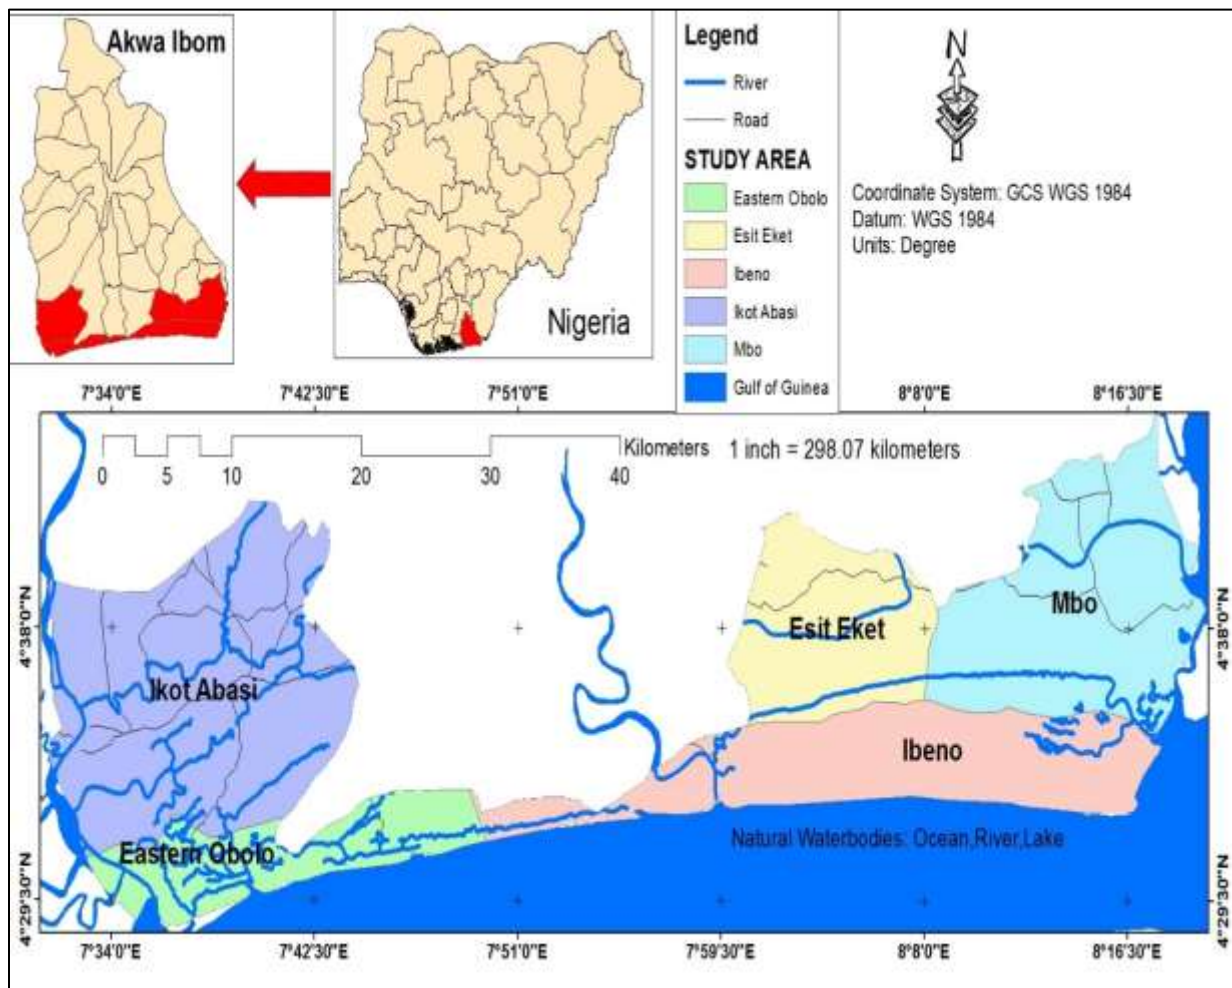 Akwa Ibom
Nigeria
Legend
River
Road
STUDY AREA
Eastern Obolo
Esit Eket
Ibeno
Ikot Abasi
Mbo
Gulf of Guinea
N
Coordinate System: GCS WGS 1984
Datum: WGS 1984
Units: Degree
7°34'0"E
7°42'30"E
7°51'0"E
8°8'0"E
8°16'30"E
Kilometers
0 5 10 20 30 40
1 inch = 298.07 kilometers
4°38'0"N
4°38'0"N
Mbo
Esit Eket
Ikot Abasi
Ibeno
Natural Waterbodies: Ocean,River,Lake
Eastern Obolo
4°29'30"N
4°29'30"N
7°34'0"E
7°42'30"E
7°51'0"E
7°59'30"E
8°8'0"E
8°16'30"E